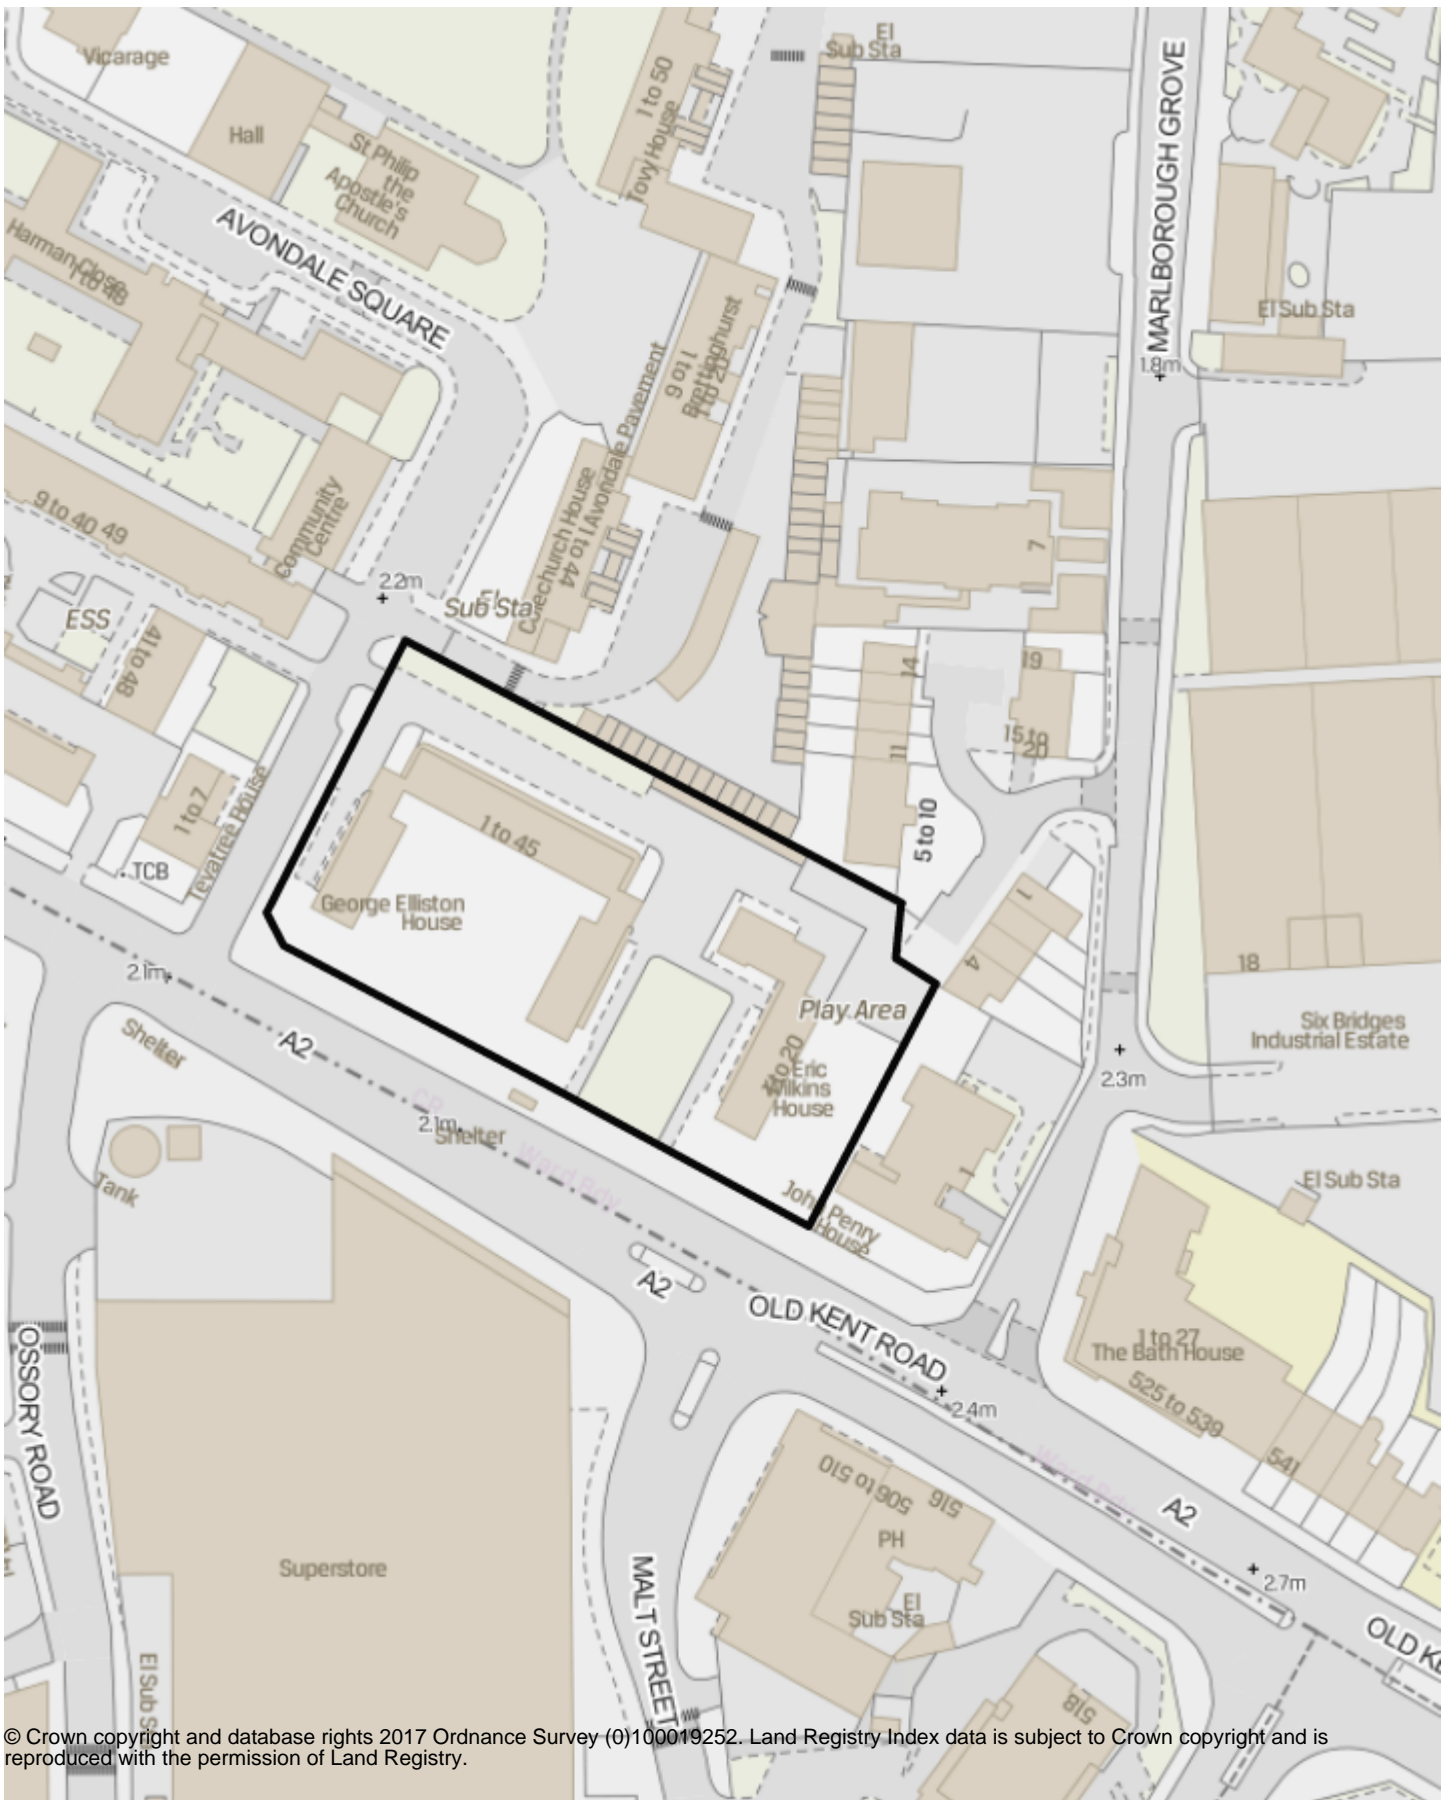 Vicarage
Hall
St Philip
the
Apostle's
Church
1 to 50
Tovy House
El
Sub Sta
MARLBOROUGH GROVE
AVONDALE SQUARE
Harman Close
1 to 48
El Sub Sta
1.8m
9 to 40 49
Community
Centre
1 to 20
Avondale Pavement
1 to 44
7
2.2m
El
Sub Sta
ESS
41 to 48
14
19
11
15 to
20
1 to 7
Tevatree House
TCB
1 to 45
5 to 10
George Elliston
House
1
4
18
2.1m
Play Area
Six Bridges
Industrial Estate
Shelter
A2
1 to 20
Eric
Wilkins
House
2.3m
2.1m
Shelter
Ward Bdy
1
Tank
John Penry
House
El Sub Sta
A2
OLD KENT ROAD
1 to 27
The Bath House
525 to 539
541
OSSORY ROAD
2.4m
Ward Bdy
A2
506 to 510
516
PH
El
Sub Sta
2.7m
Superstore
MALT STREET
518
© Crown copyright and database rights 2017 Ordnance Survey (0)100019252. Land Registry Index data is subject to Crown copyright and is
reproduced with the permission of Land Registry.